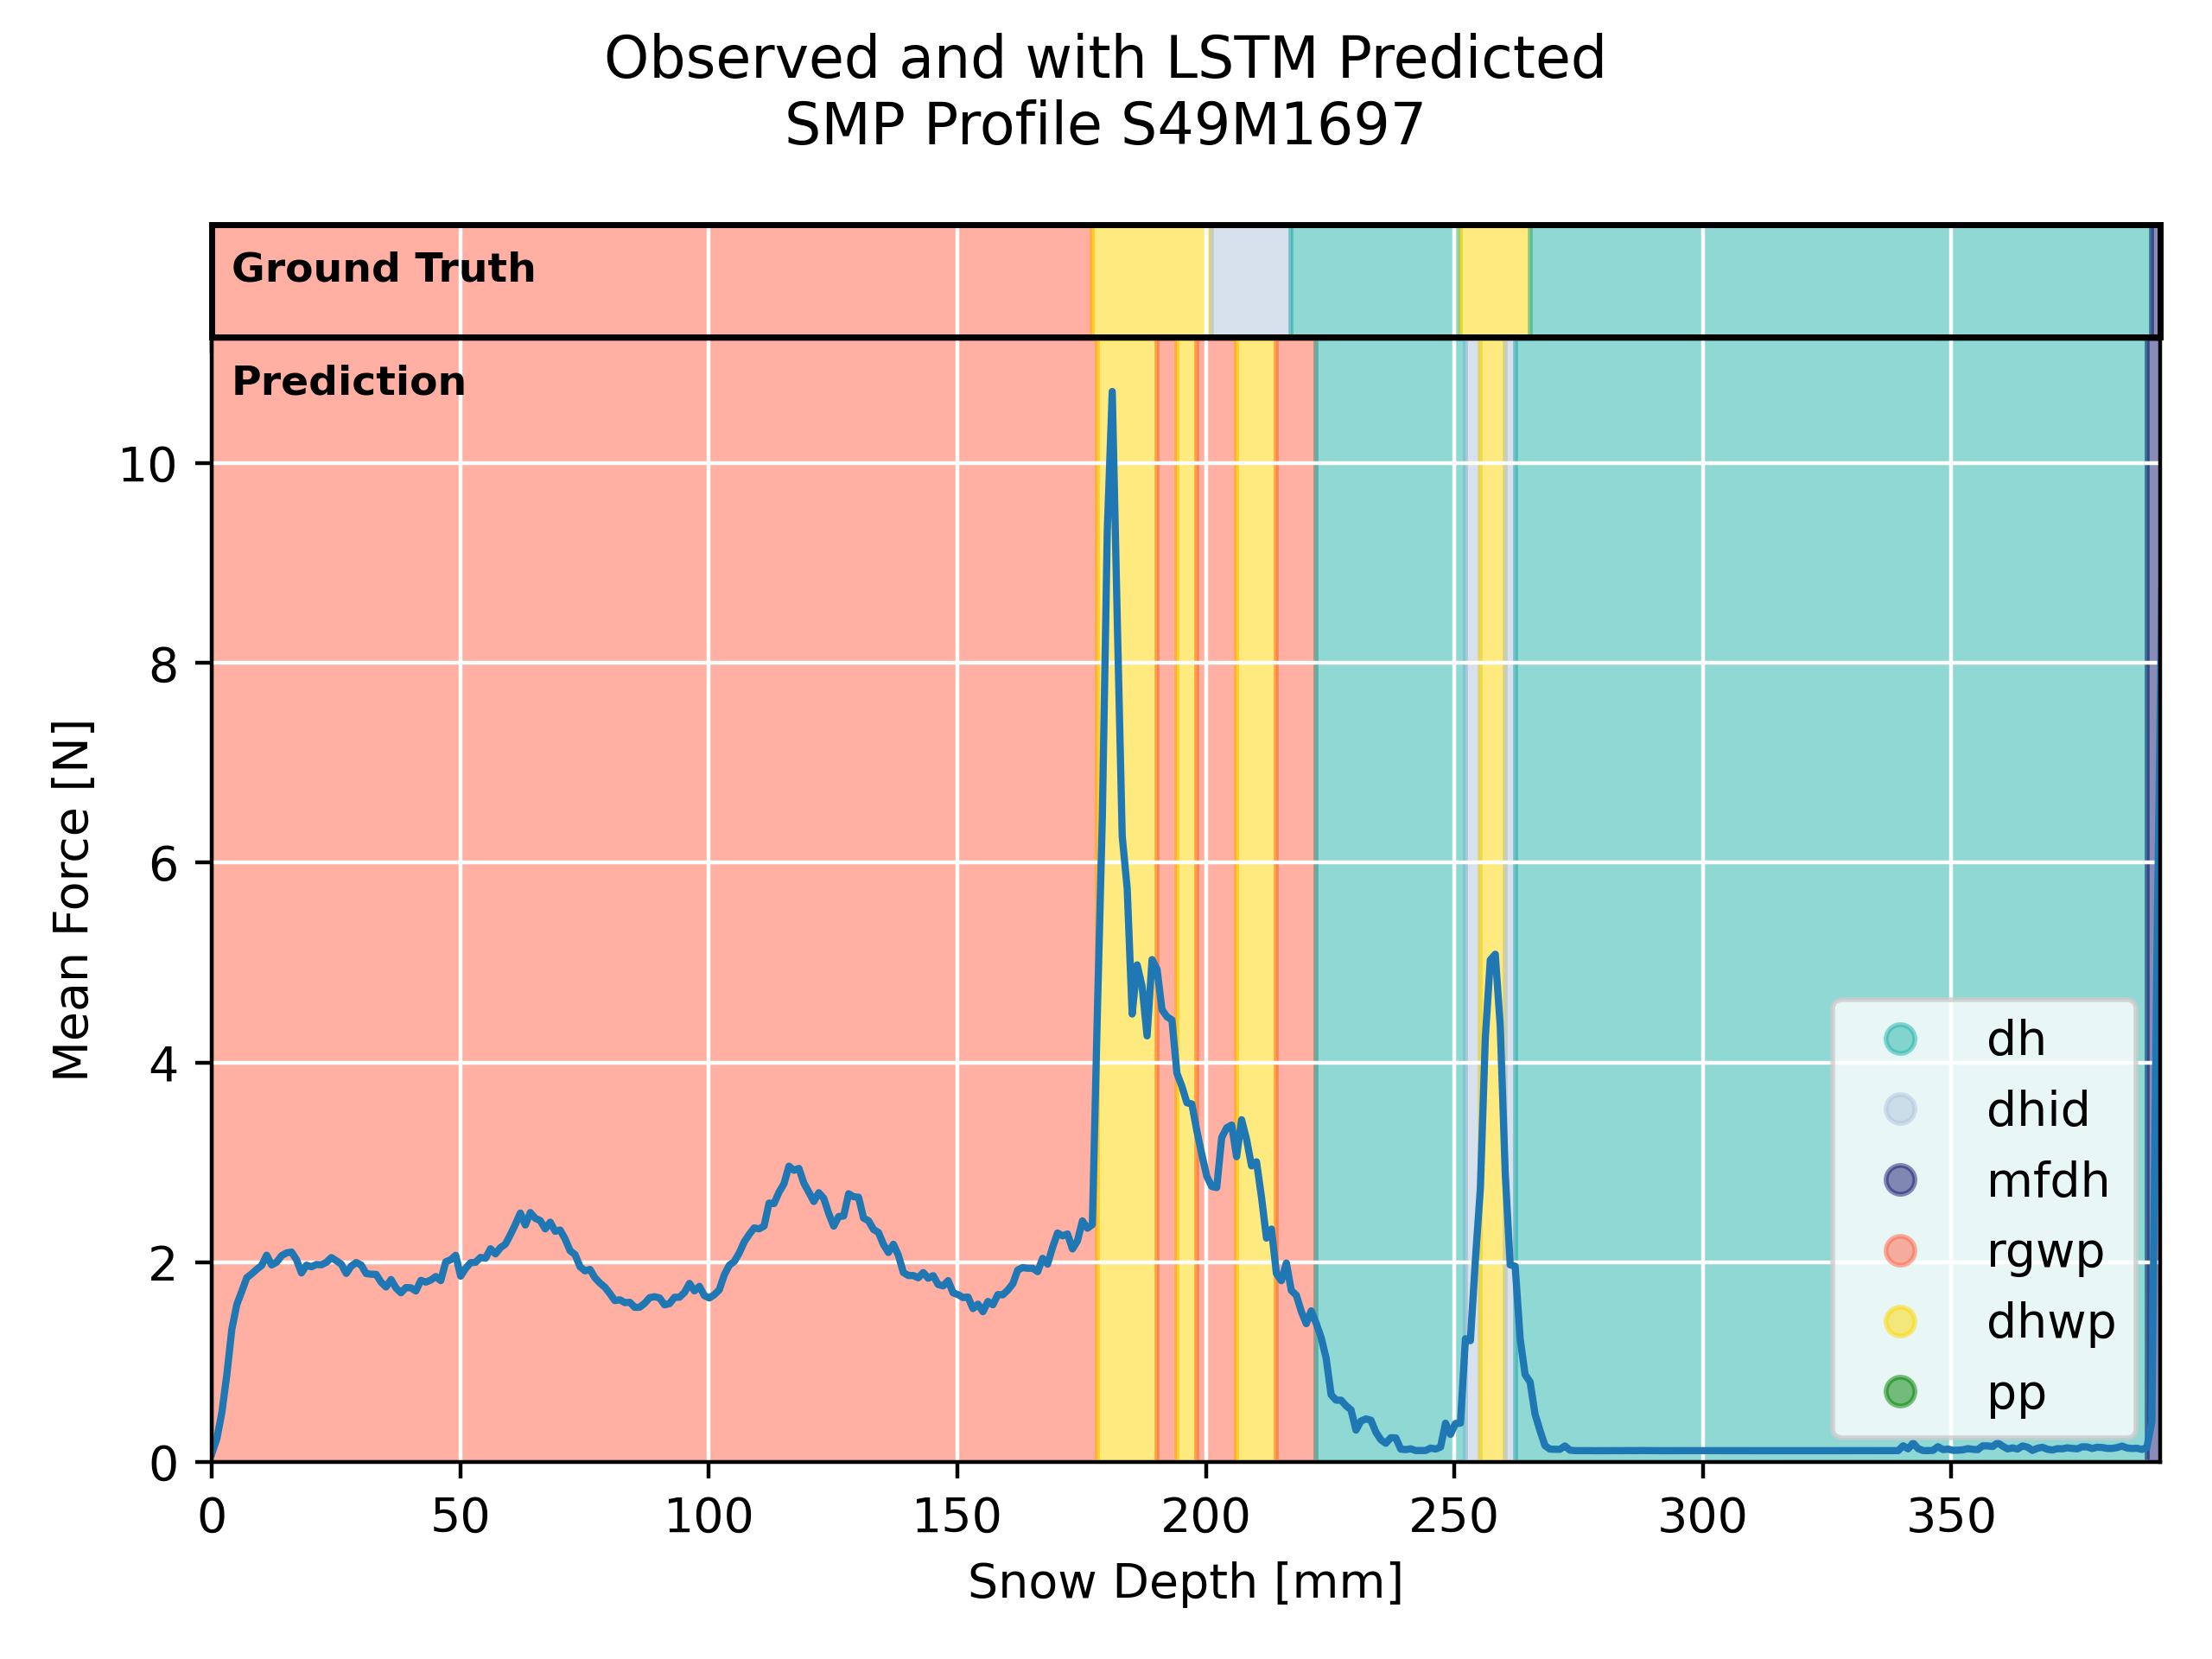 Observed and with LSTM Predicted
SMP Profile S49M1697
Ground Truth
Prediction
10
8
6
4
2
0
Mean Force [N]
0 50 100 150 200 250 300 350
Snow Depth [mm]
dh
dhid
mfdh
rgwp
dhwp
pp